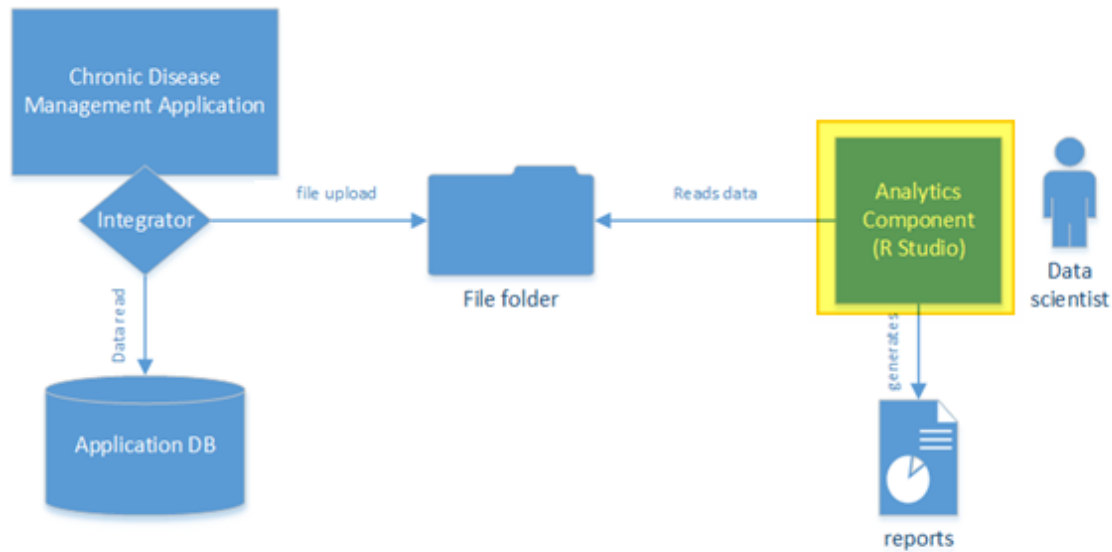 Chronic Disease
Management Application
Integrator
file upload
Data read
Application DB
File folder
Reads data
Analytics
Component
(R Studio)
Data
scientist
generates
reports